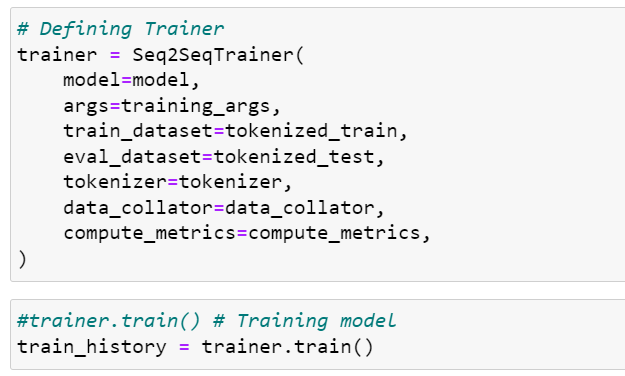 # Defining Trainer
trainer = Seq2SeqTrainer(
    model=model,
    args=training_args,
    train_dataset=tokenized_train,
    eval_dataset=tokenized_test,
    tokenizer=tokenizer,
    data_collator=data_collator,
    compute_metrics=compute_metrics,
)
#trainer.train() # Training model
train_history = trainer.train()